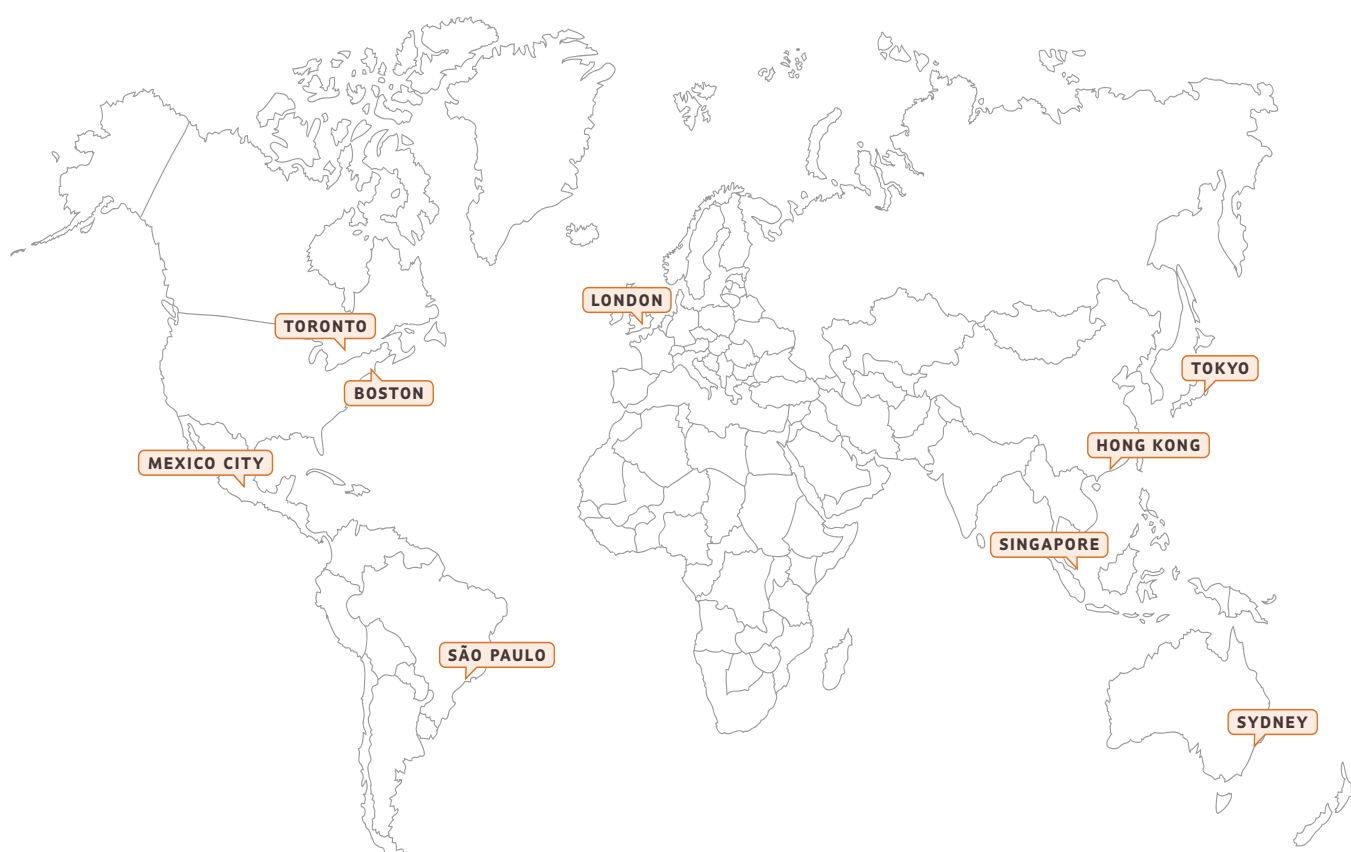 LONDON
TORONTO
TOKYO
BOSTON
HONG KONG
MEXICO CITY
SINGAPORE
SÃO PAULO
SYDNEY